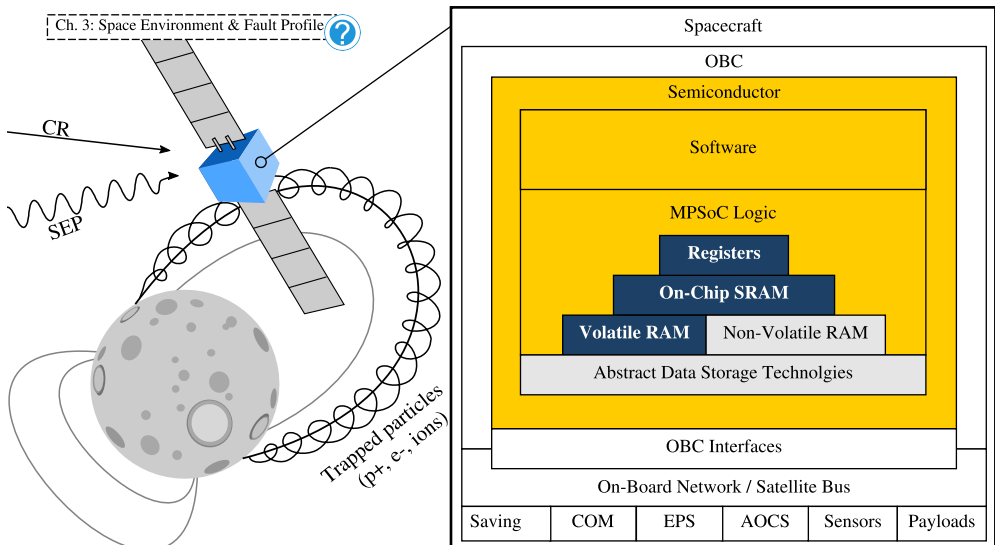 Ch. 3: Space Environment & Fault Profile
?
CR
SEP
Trapped particles
(p+, e-, ions)
Spacecraft
OBC
Semiconductor
Software
MPSoC Logic
Registers
On-Chip SRAM
Volatile RAM
Non-Volatile RAM
Abstract Data Storage Technolgies
OBC Interfaces
On-Board Network / Satellite Bus
Saving
COM
EPS
AOCS
Sensors
Payloads